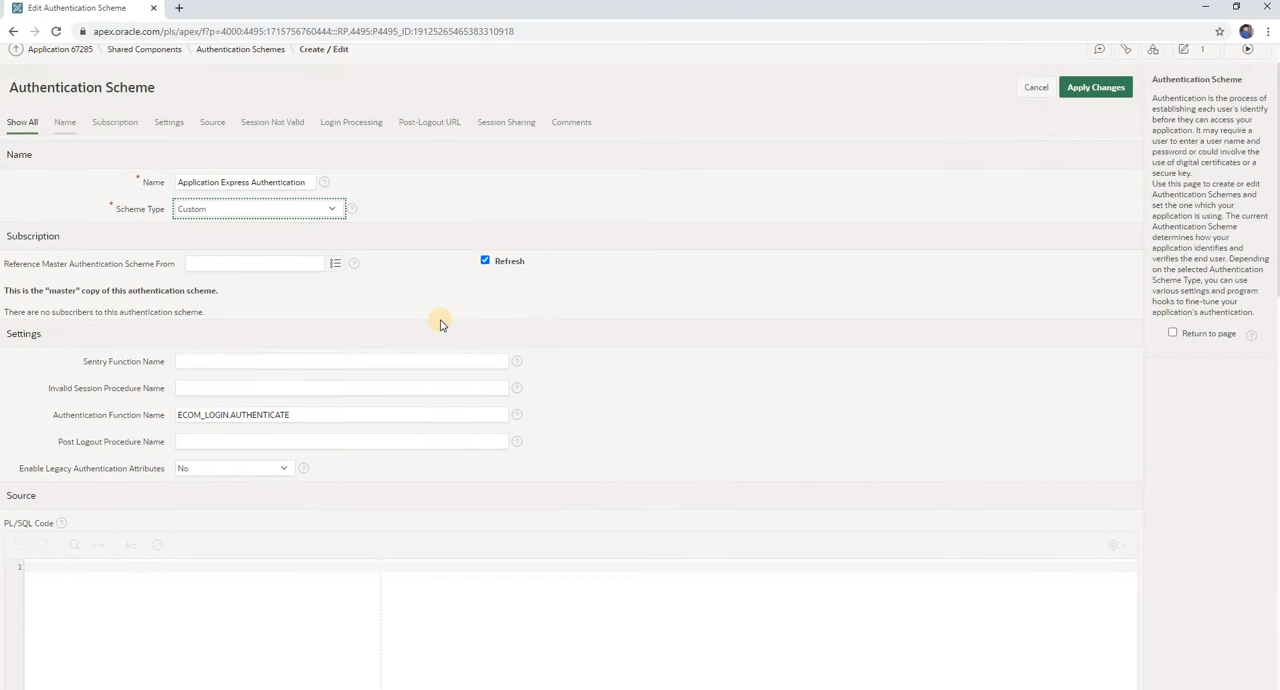 Edit Authentication Scheme
apex.oracle.com/pls/apex/f?p=4000:4495:1715756760444:::RP,4495:P4495_ID:19125265465383310918
Application 67285 Shared Components Authentication Schemes Create / Edit 1
Authentication Scheme
Cancel Apply Changes
Show All Name Subscription Settings Source Session Not Valid Login Processing Post-Logout URL Session Sharing Comments
Name
* Name Application Express Authentication
* Scheme Type Custom
Subscription
Reference Master Authentication Scheme From Refresh
This is the "master" copy of this authentication scheme.
There are no subscribers to this authentication scheme.
Settings
Sentry Function Name
Invalid Session Procedure Name
Authentication Function Name ECOM_LOGIN.AUTHENTICATE
Post Logout Procedure Name
Enable Legacy Authentication Attributes No
Source
PL/SQL Code
1
Authentication Scheme
Authentication is the process of
establishing each user's identify
before they can access your
application. It may require a
user to enter a user name and
password or could involve the
use of digital certificates or a
secure key.
Use this page to create or edit
Authentication Schemes and
set the one which your
application is using. The current
Authentication Scheme
determines how your
application identifies and
verifies the end user. Depending
on the selected Authentication
Scheme Type, you can use
various settings and program
hooks to fine-tune your
application's authentication.
Return to page